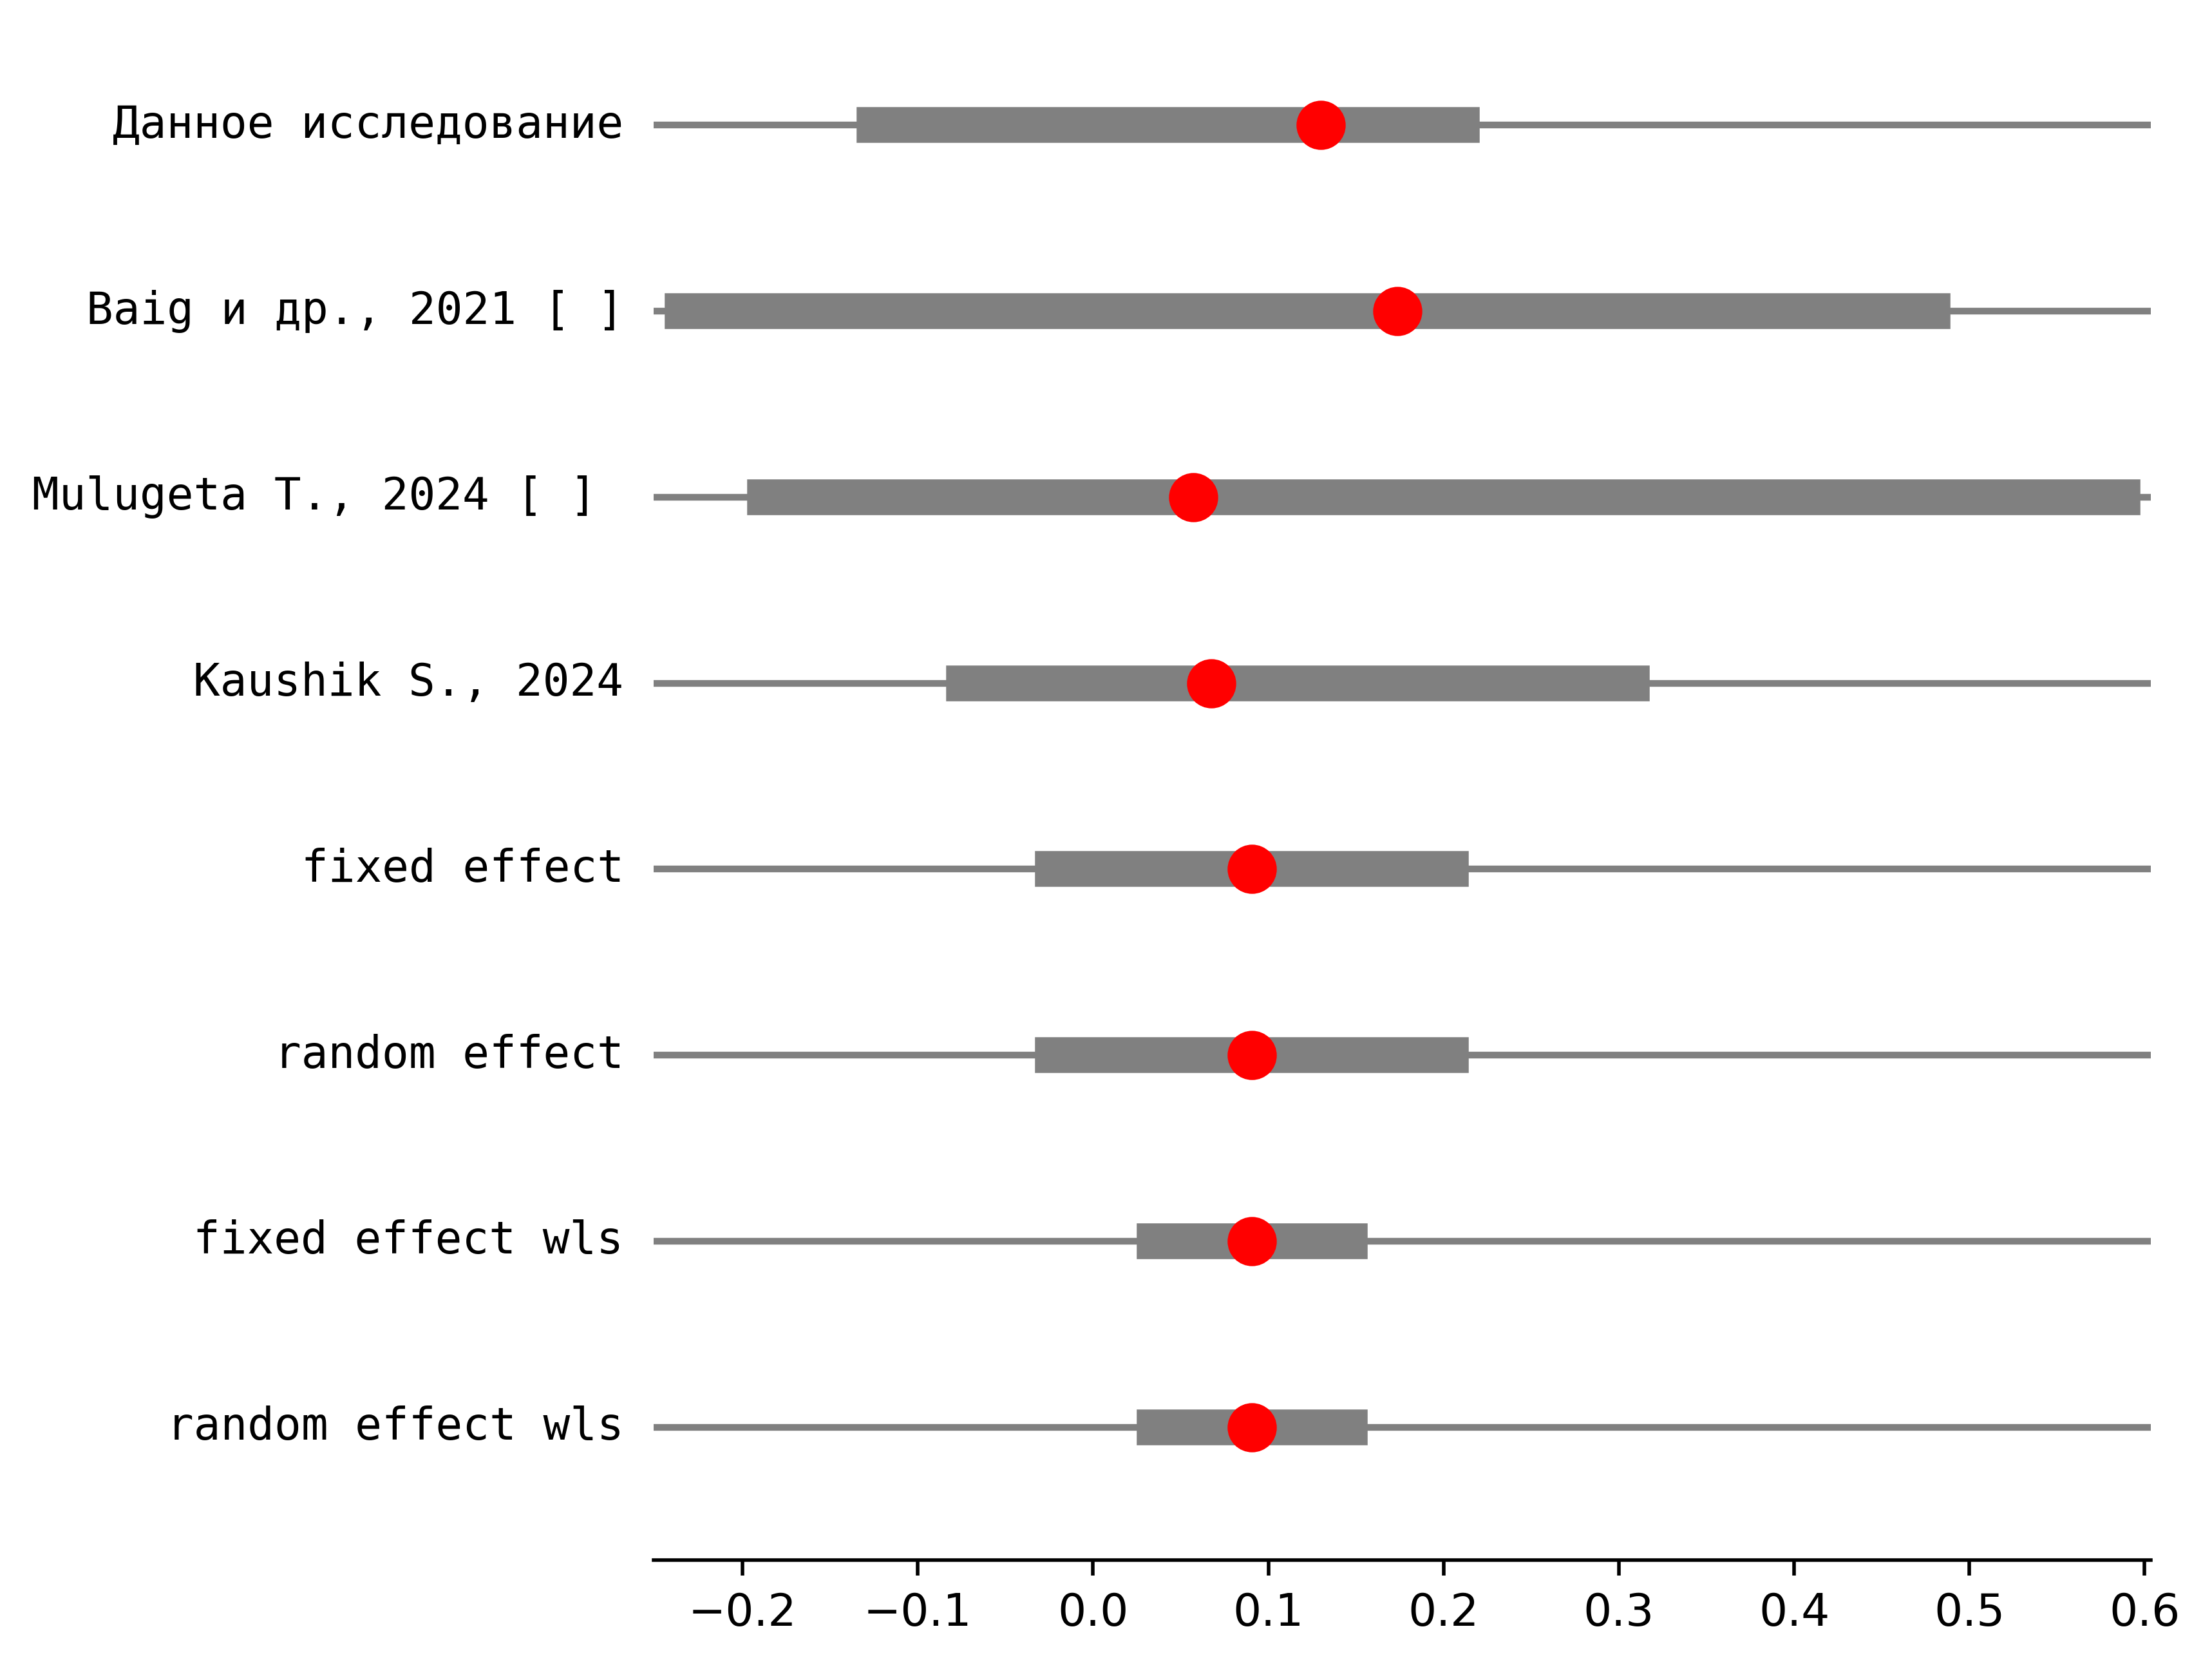 Данное исследование
Baig и др., 2021 [ ]
Mulugeta T., 2024 [ ]
Kaushik S., 2024
fixed effect
random effect
fixed effect wls
random effect wls
−0.2 −0.1 0.0 0.1 0.2 0.3 0.4 0.5 0.6